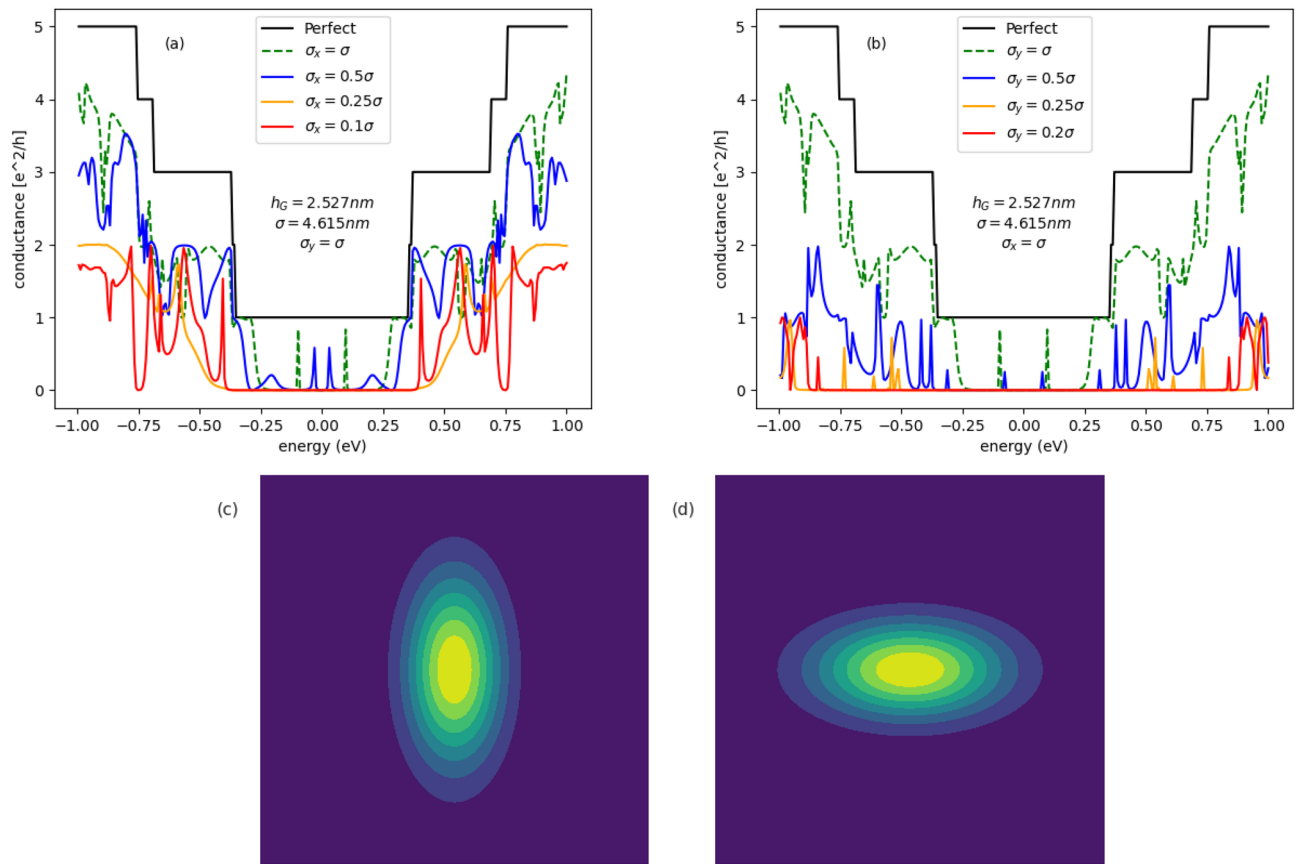 (a)
Perfect
σx = σ
σx = 0.5σ
σx = 0.25σ
σx = 0.1σ
hG = 2.527nm
σ = 4.615nm
σy = σ
conductance [e^2/h]
5
4
3
2
1
0
−1.00 −0.75 −0.50 −0.25 0.00 0.25 0.50 0.75 1.00
energy (eV)
(b)
Perfect
σy = σ
σy = 0.5σ
σy = 0.25σ
σy = 0.2σ
hG = 2.527nm
σ = 4.615nm
σx = σ
conductance [e^2/h]
5
4
3
2
1
0
−1.00 −0.75 −0.50 −0.25 0.00 0.25 0.50 0.75 1.00
energy (eV)
(c)
(d)